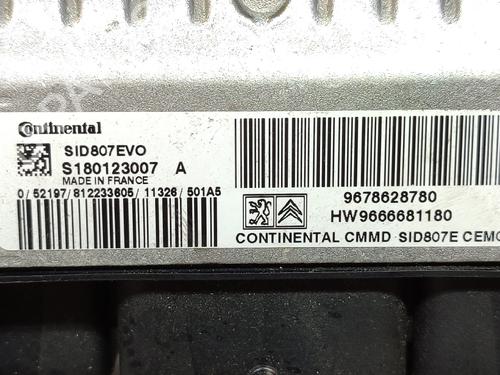 Continental
SID807EVO
S180123007 A
MADE IN FRANCE
0/52197/812233605/11326/501A5
9678628780
HW9666681180
CONTINENTAL CMMD SID807E CEMO